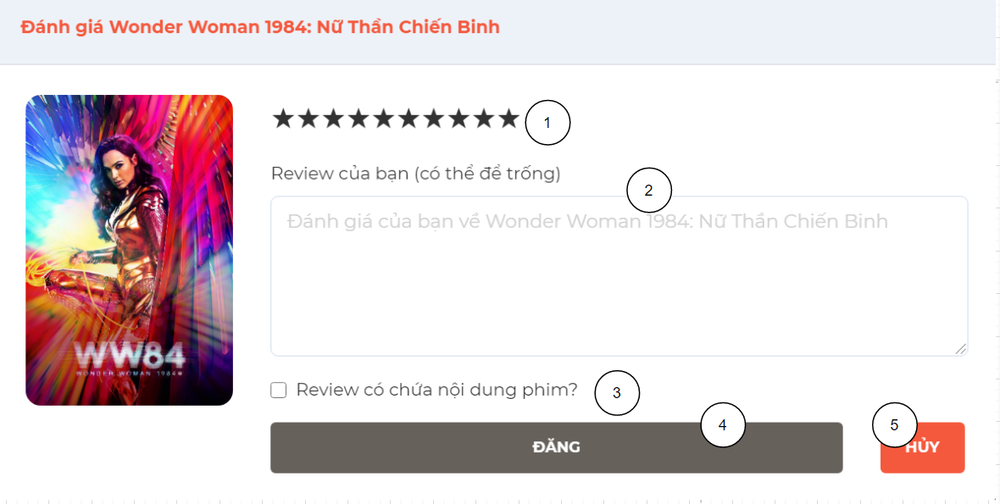 Đánh giá Wonder Woman 1984: Nữ Thần Chiến Binh
★★★★★★★★★★ 1
Review của bạn (có thể để trống)
2
Đánh giá của bạn về Wonder Woman 1984: Nữ Thần Chiến Binh
WW84
WONDER WOMAN 1984
Review có chứa nội dung phim? 3
4
5
ĐĂNG
HỦY